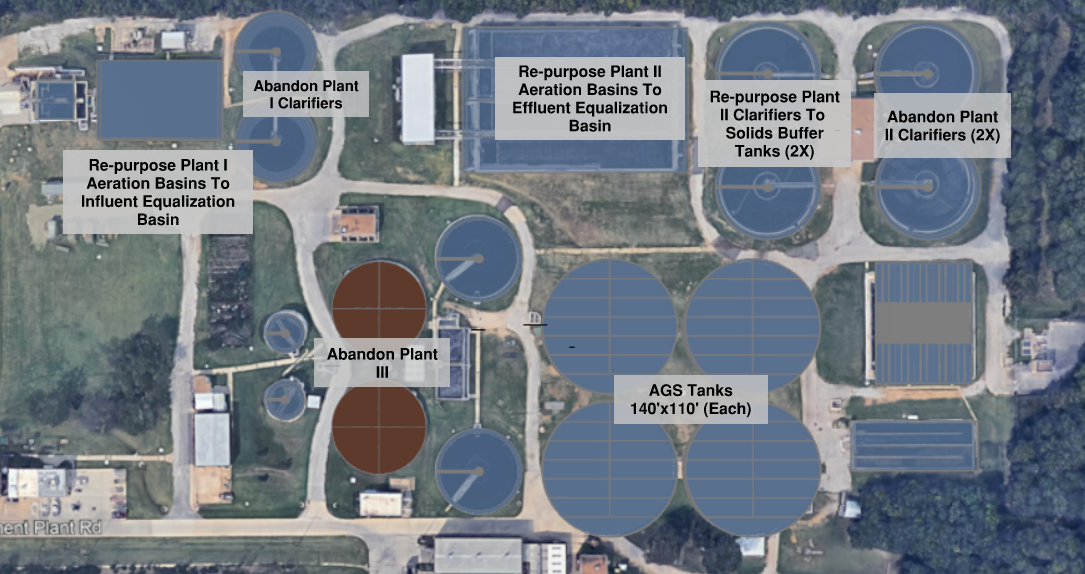 Abandon Plant
I Clarifiers
Re-purpose Plant II
Aeration Basins To
Effluent Equalization
Basin
Re-purpose Plant
II Clarifiers To
Solids Buffer
Tanks (2X)
Abandon Plant
II Clarifiers (2X)
Re-purpose Plant I
Aeration Basins To
Influent Equalization
Basin
Abandon Plant
III
AGS Tanks
140'x110' (Each)
ent Plant Rd